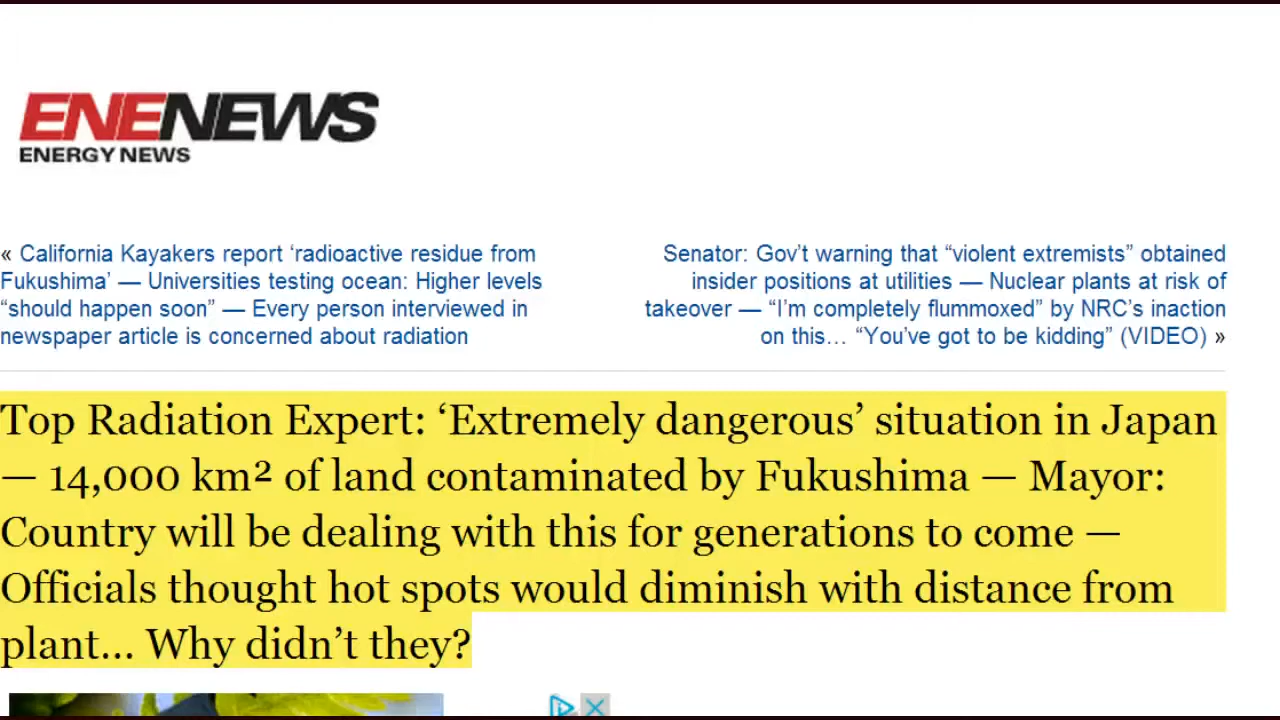 ENENEWS
ENERGY NEWS
« California Kayakers report ‘radioactive residue from
Fukushima’ — Universities testing ocean: Higher levels
“should happen soon” — Every person interviewed in
newspaper article is concerned about radiation
Senator: Gov’t warning that “violent extremists” obtained
insider positions at utilities — Nuclear plants at risk of
takeover — “I’m completely flummoxed” by NRC’s inaction
on this… “You’ve got to be kidding” (VIDEO) »
Top Radiation Expert: ‘Extremely dangerous’ situation in Japan
— 14,000 km² of land contaminated by Fukushima — Mayor:
Country will be dealing with this for generations to come —
Officials thought hot spots would diminish with distance from
plant… Why didn’t they?